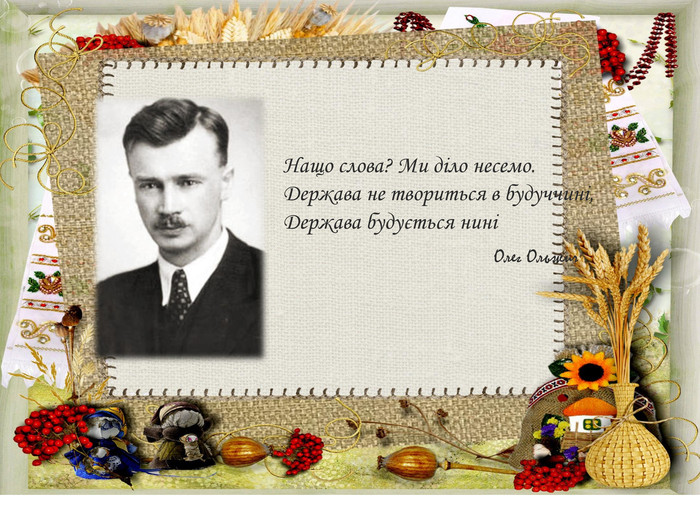 Нащо слова? Ми діло несемо.
Держава не твориться в будуччині,
Держава будується нині
Олег Ольжич